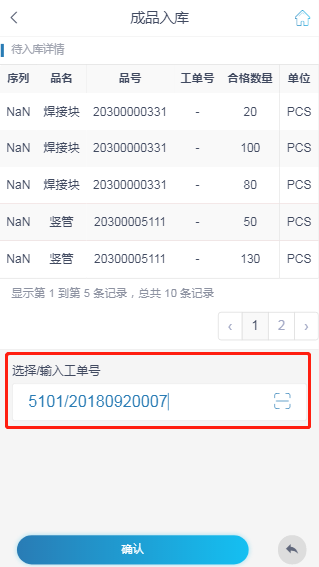 成品入库
待入库详情
序列 品名 品号 工单号 合格数量 单位
NaN 焊接块 20300000331 - 20 PCS
NaN 焊接块 20300000331 - 100 PCS
NaN 焊接块 20300000331 - 80 PCS
NaN 竖管 20300005111 - 50 PCS
NaN 竖管 20300005111 - 130 PCS
显示第 1 到第 5 条记录，总共 10 条记录
‹ 1 2 ›
选择/输入工单号
5101/20180920007
确认